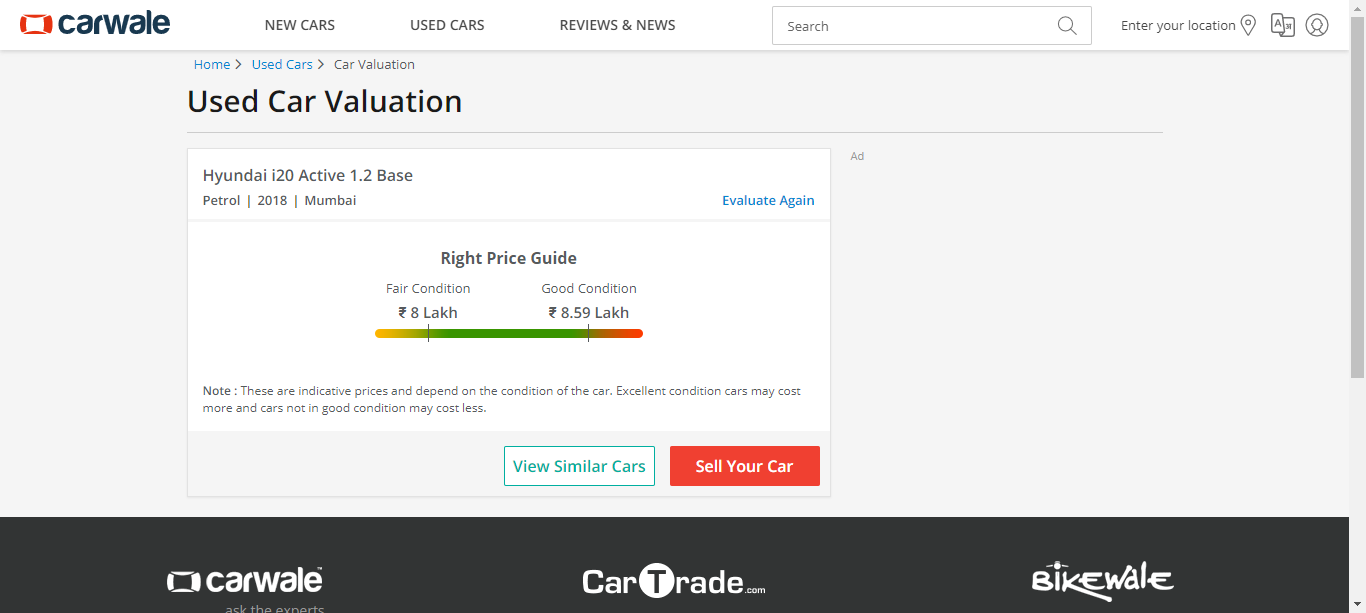 carwale NEW CARS USED CARS REVIEWS & NEWS Search Enter your location
Home > Used Cars > Car Valuation
Used Car Valuation
Ad
Hyundai i20 Active 1.2 Base
Petrol | 2018 | Mumbai Evaluate Again
Right Price Guide
Fair Condition Good Condition
₹ 8 Lakh ₹ 8.59 Lakh
Note : These are indicative prices and depend on the condition of the car. Excellent condition cars may cost
more and cars not in good condition may cost less.
View Similar Cars Sell Your Car
carwale™ CarTrade.com BIKEWALE
ask the experts